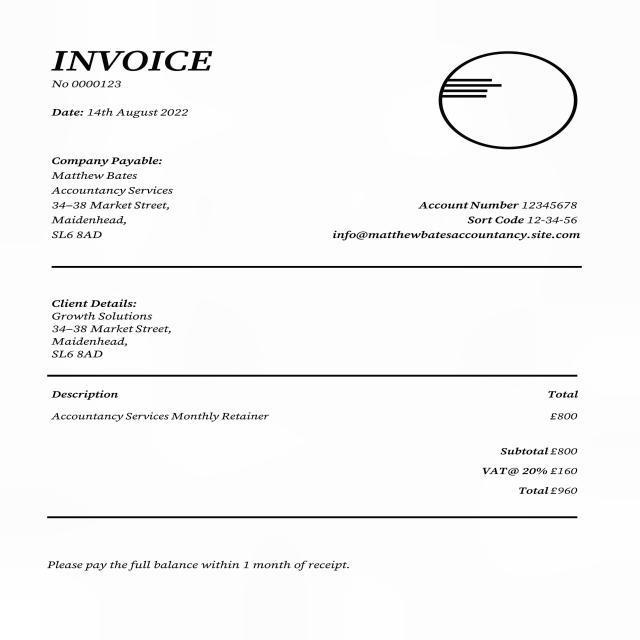 INVOICE
No 0000123
Date: 14th August 2022
Company Payable:
Matthew Bates
Accountancy Services
34–38 Market Street,
Maidenhead,
SL6 8AD
Account Number 12345678
Sort Code 12-34-56
info@matthewbatesaccountancy.site.com
Client Details:
Growth Solutions
34–38 Market Street,
Maidenhead,
SL6 8AD
Description Total
Accountancy Services Monthly Retainer £800
Subtotal £800
VAT@ 20% £160
Total £960
Please pay the full balance within 1 month of receipt.